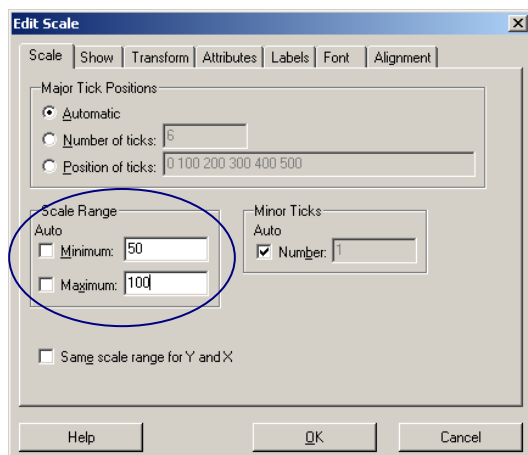 Edit Scale
Scale Show Transform Attributes Labels Font Alignment
Major Tick Positions
Automatic
Number of ticks: 6
Position of ticks: 0 100 200 300 400 500
Scale Range
Auto
Minimum: 50
Maximum: 100
Minor Ticks
Auto
Number: 1
Same scale range for Y and X
Help OK Cancel